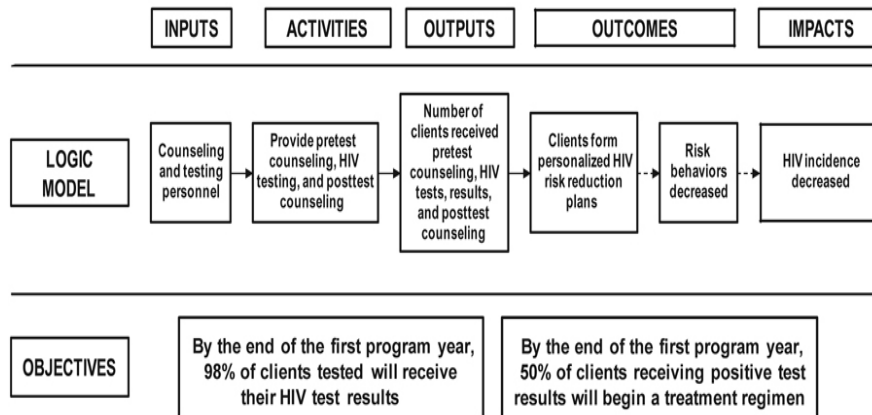 INPUTS
ACTIVITIES
OUTPUTS
OUTCOMES
IMPACTS
LOGIC
MODEL
Counseling
and testing
personnel
Provide pretest
counseling, HIV
testing, and posttest
counseling
Number of
clients received
pretest
counseling, HIV
tests, results,
and posttest
counseling
Clients form
personalized HIV
risk reduction
plans
Risk
behaviors
decreased
HIV incidence
decreased
OBJECTIVES
By the end of the first program year,
98% of clients tested will receive
their HIV test results
By the end of the first program year,
50% of clients receiving positive test
results will begin a treatment regimen